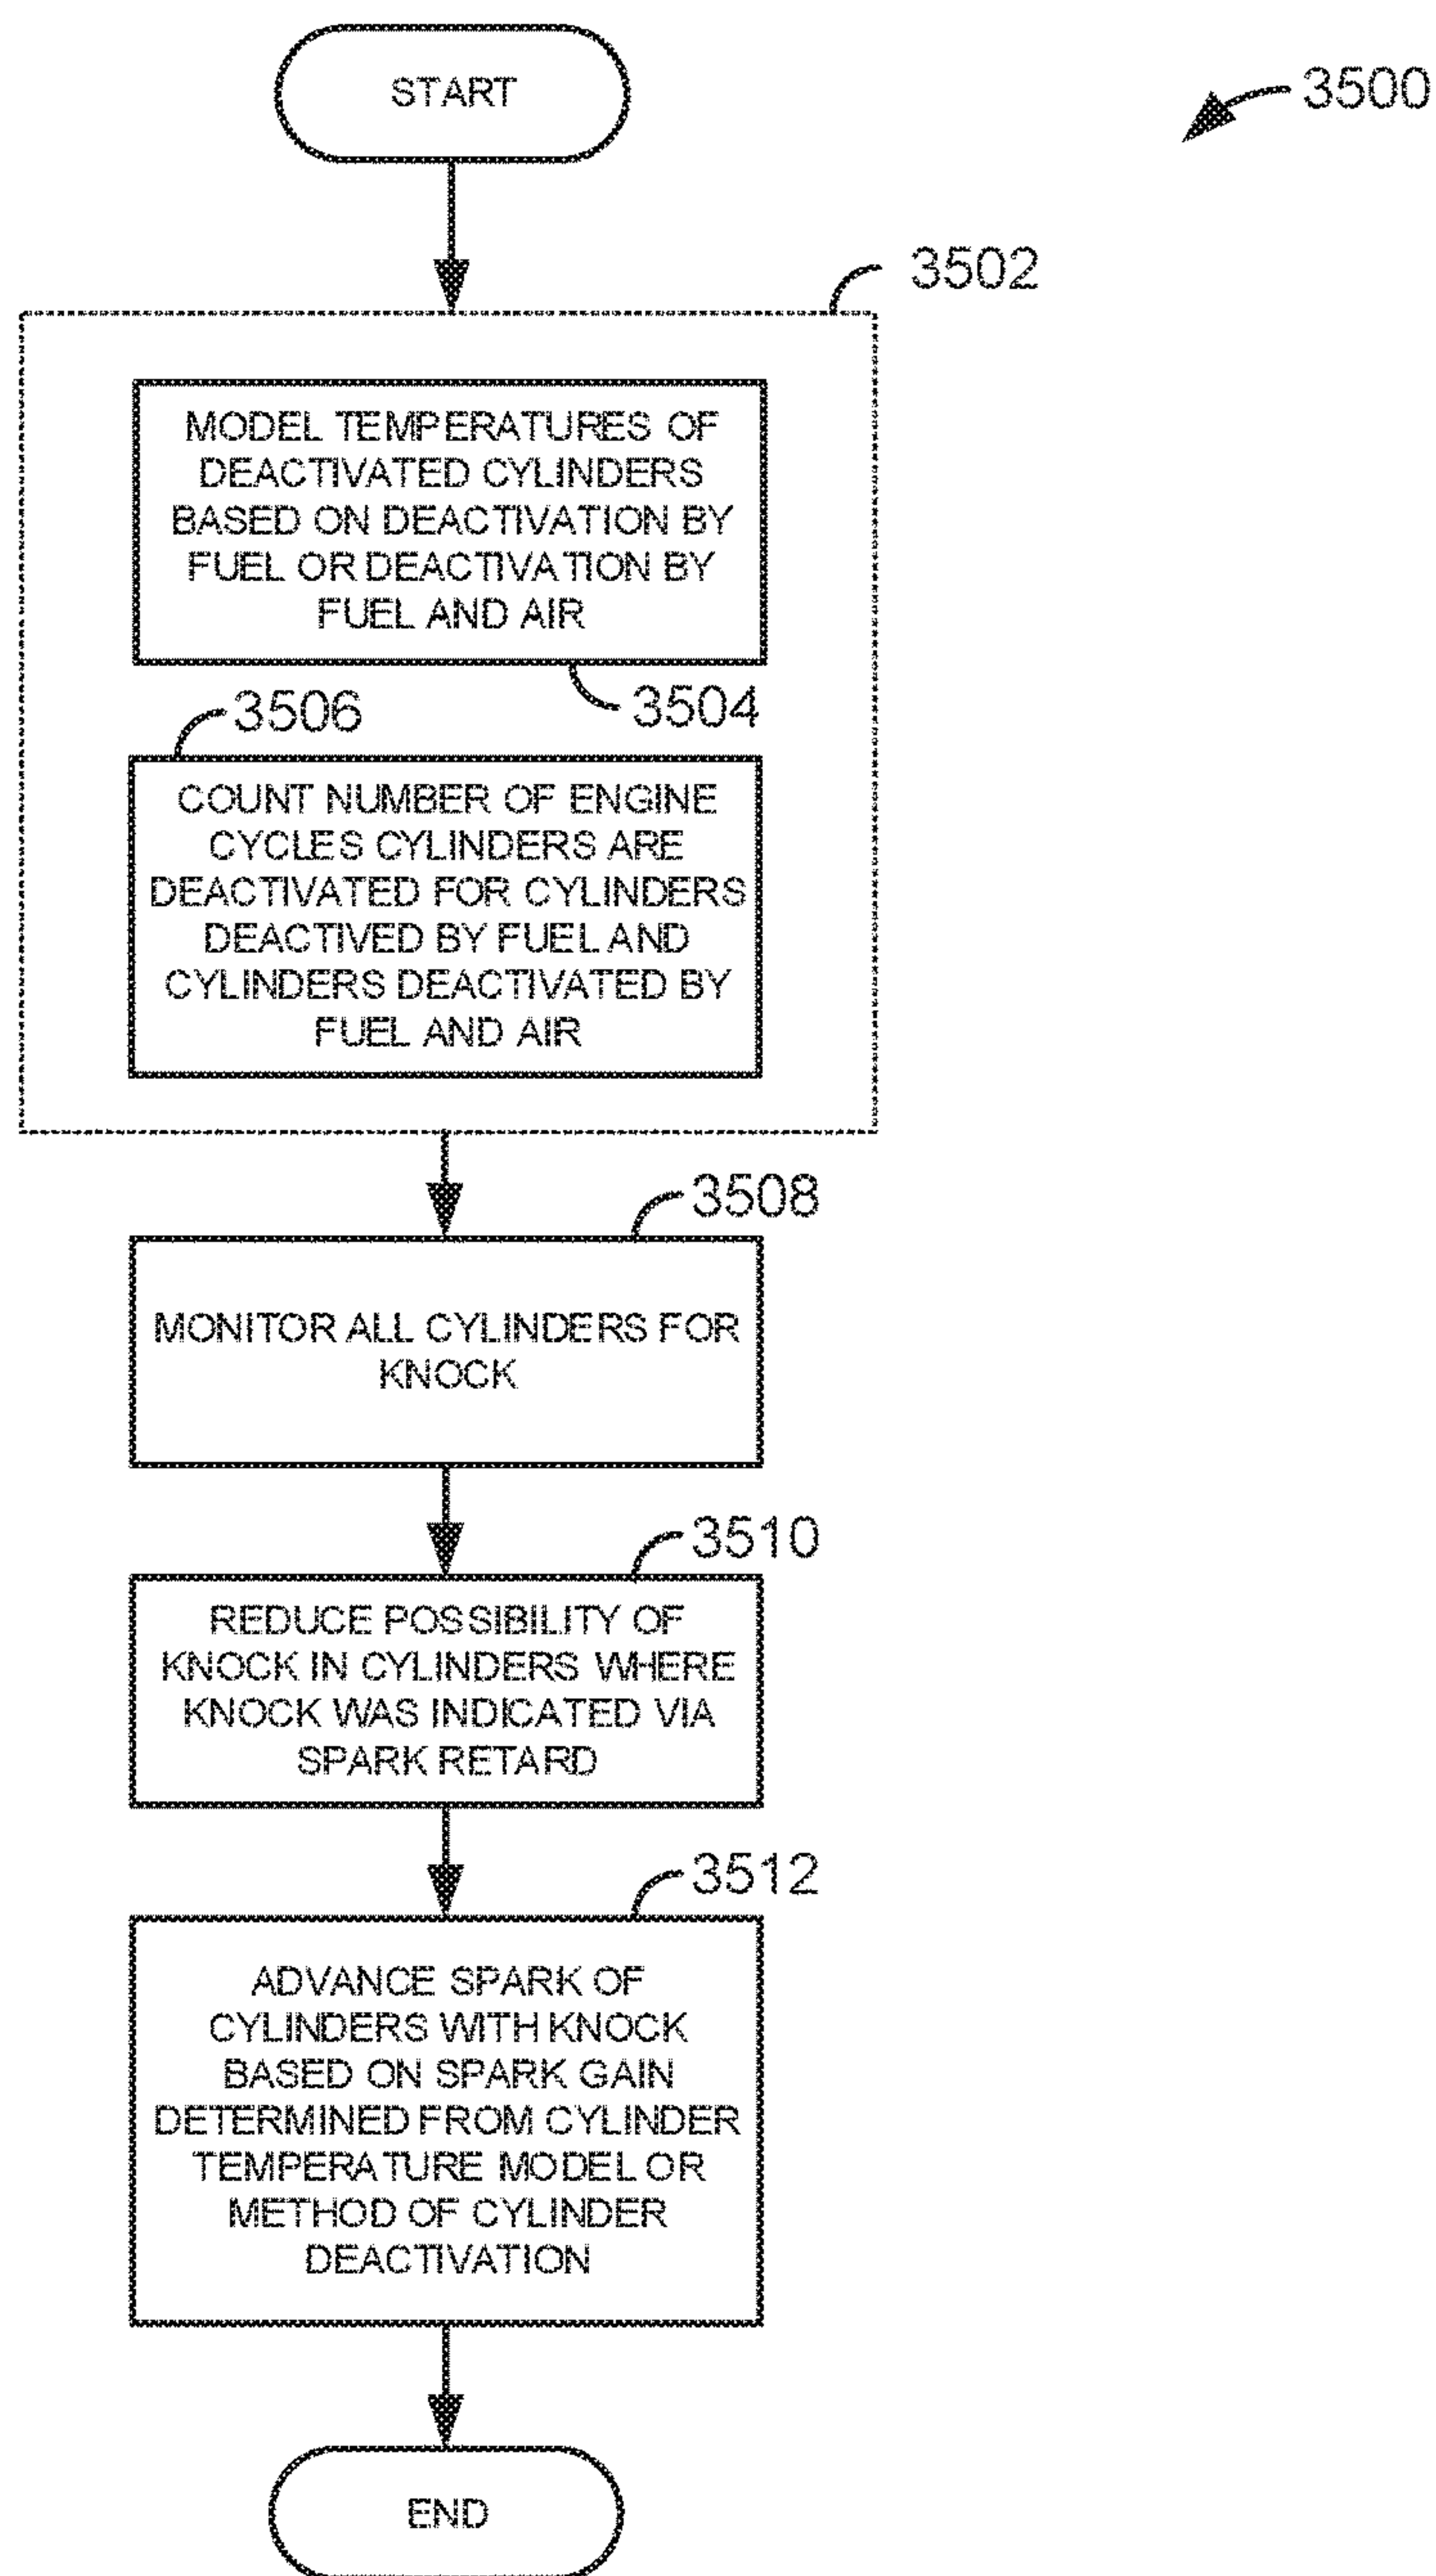 START
3500
3502
MODEL TEMPERATURES OF
DEACTIVATED CYLINDERS
BASED ON DEACTIVATION BY
FUEL OR DEACTIVATION BY
FUEL AND AIR
3504
3506
COUNT NUMBER OF ENGINE
CYCLES CYLINDERS ARE
DEACTIVATED FOR CYLINDERS
DEACTIVED BY FUEL AND
CYLINDERS DEACTIVATED BY
FUEL AND AIR
3508
MONITOR ALL CYLINDERS FOR
KNOCK
3510
REDUCE POSSIBILITY OF
KNOCK IN CYLINDERS WHERE
KNOCK WAS INDICATED VIA
SPARK RETARD
3512
ADVANCE SPARK OF
CYLINDERS WITH KNOCK
BASED ON SPARK GAIN
DETERMINED FROM CYLINDER
TEMPERATURE MODEL OR
METHOD OF CYLINDER
DEACTIVATION
END